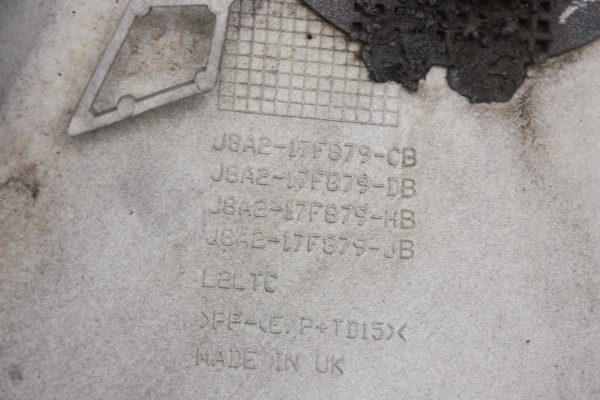 J8A2-17F879-CB
J8A2-17F879-DB
J8A2-17F879-HB
J8A2-17F879-JB
L2LTC
>PP-(E/P+TD15)<
MADE IN UK